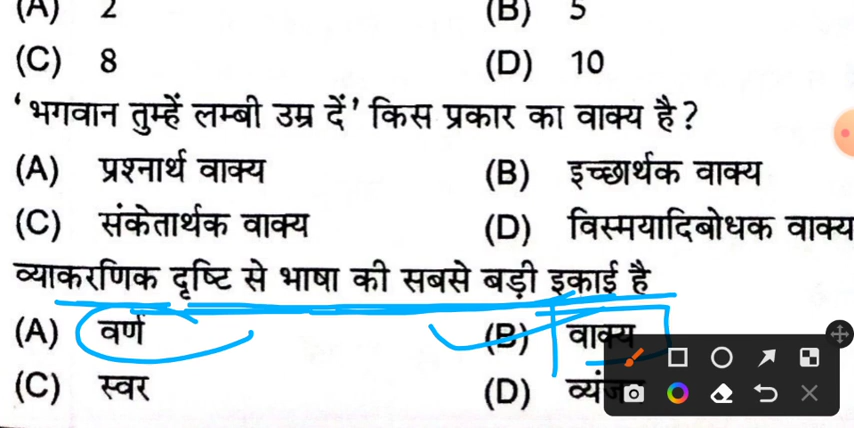 (A) 2 (B) 5
(C) 8 (D) 10
‘भगवान तुम्हें लम्बी उम्र दें’ किस प्रकार का वाक्य है?
(A) प्रश्नार्थ वाक्य (B) इच्छार्थक वाक्य
(C) संकेतार्थक वाक्य (D) विस्मयादिबोधक वाक्य
व्याकरणिक दृष्टि से भाषा की सबसे बड़ी इकाई है
(A) वर्ण (B) वाक्य
(C) स्वर (D)